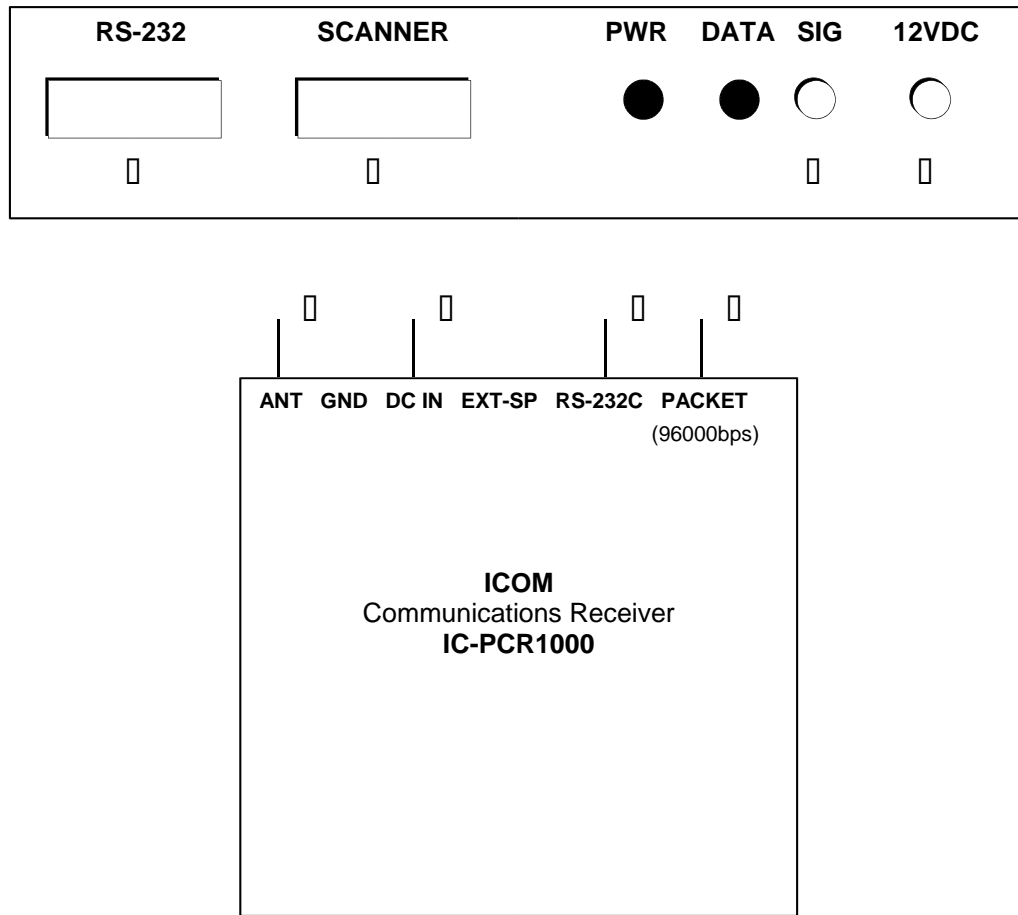 RS-232 SCANNER PWR DATA SIG 12VDC
ANT GND DC IN EXT-SP RS-232C PACKET
(96000bps)
ICOM
Communications Receiver
IC-PCR1000